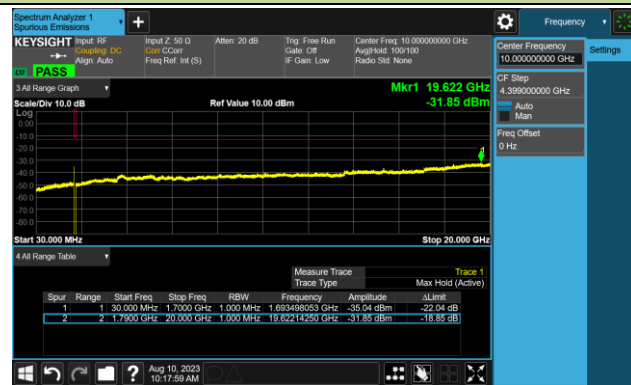 Spectrum Analyzer 1
Spurious Emissions
Frequency
KEYSIGHT
Input: RF
Coupling: DC
Align: Auto
Input Z: 50 Ω
Corr CCorr
Freq Ref: Int (S)
Atten: 20 dB
Trig: Free Run
Gate: Off
IF Gain: Low
Center Freq: 10.000000000 GHz
Avg|Hold: 100/100
Radio Std: None
PASS
Center Frequency
10.000000000 GHz
Settings
CF Step
4.399000000 GHz
Auto
Man
Freq Offset
0 Hz
3 All Range Graph
Mkr1 19.622 GHz
Scale/Div 10.0 dB
Ref Value 10.00 dBm
-31.85 dBm
Log
0.00
-10.0
-20.0
-30.0
-40.0
-50.0
-60.0
-70.0
-80.0
Start 30.000 MHz
Stop 20.000 GHz
4 All Range Table
Measure Trace Trace 1
Trace Type Max Hold (Active)
Spur Range Start Freq Stop Freq RBW Frequency Amplitude ΔLimit
1 1 30.000 MHz 1.7000 GHz 1.000 MHz 1.693498053 GHz -35.04 dBm -22.04 dB
2 2 1.7900 GHz 20.000 GHz 1.000 MHz 19.62214250 GHz -31.85 dBm -18.85 dB
Aug 10, 2023
10:17:59 AM